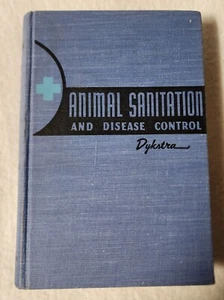 ANIMAL SANITATION
AND DISEASE CONTROL
Dykstra